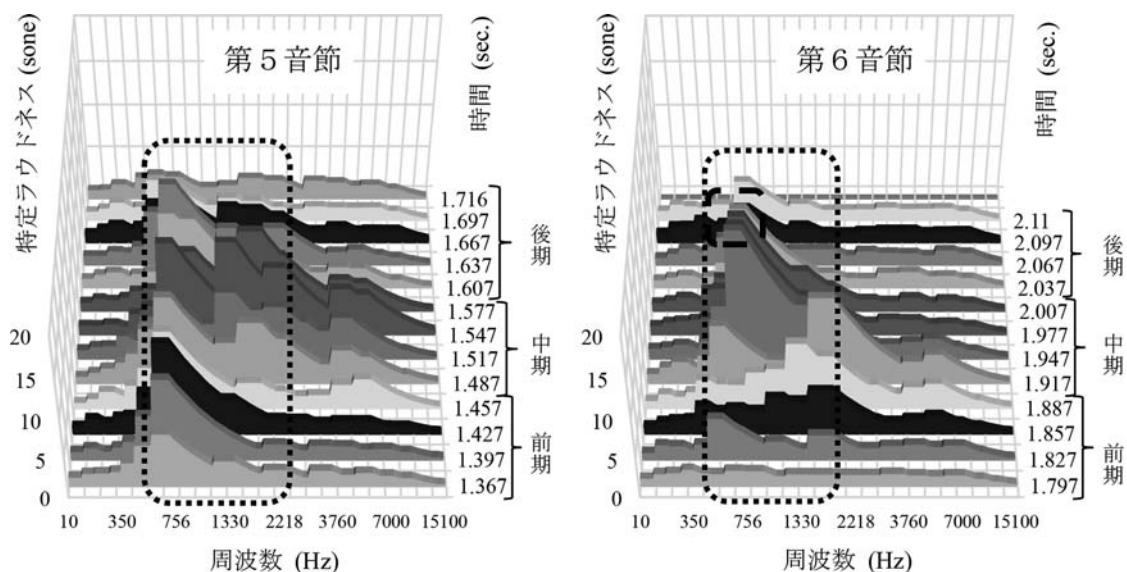 第5音節
特定ラウドネス (sone)
20
15
10
5
0
10 350 756 1330 2218 3760 7000 15100
周波数 (Hz)
時間 (sec.)
1.716
1.697
1.667
1.637
1.607
1.577
1.547
1.517
1.487
1.457
1.427
1.397
1.367
後期
中期
前期
第6音節
特定ラウドネス (sone)
20
15
10
5
0
10 350 756 1330 2218 3760 7000 15100
周波数 (Hz)
時間 (sec.)
2.11
2.097
2.067
2.037
2.007
1.977
1.947
1.917
1.887
1.857
1.827
1.797
後期
中期
前期